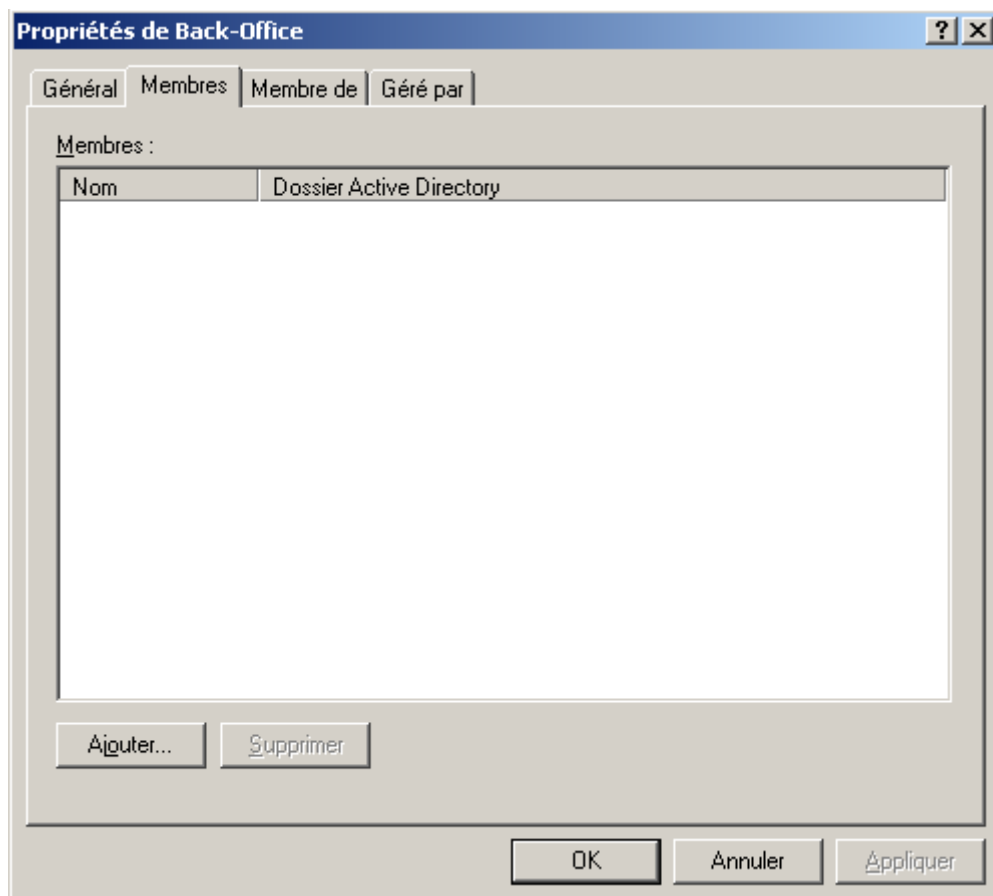 Propriétés de Back-Office
Général Membres Membre de Géré par
Membres :
Nom Dossier Active Directory
Ajouter... Supprimer
OK Annuler Appliquer